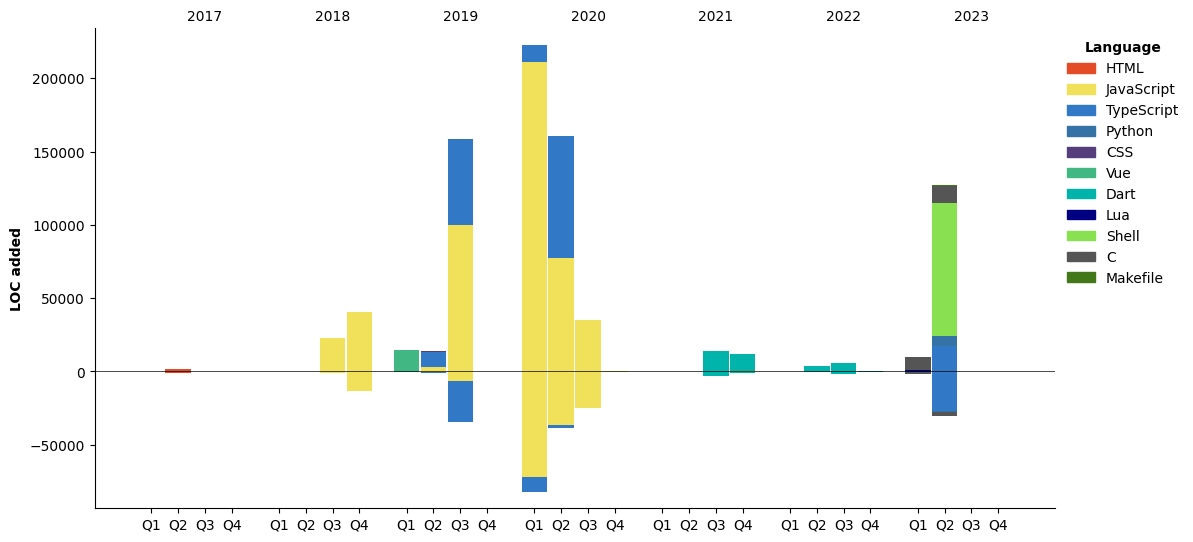 2017 2018 2019 2020 2021 2022 2023
LOC added
200000
150000
100000
50000
0
−50000
Q1 Q2 Q3 Q4 Q1 Q2 Q3 Q4 Q1 Q2 Q3 Q4 Q1 Q2 Q3 Q4 Q1 Q2 Q3 Q4 Q1 Q2 Q3 Q4 Q1 Q2 Q3 Q4
Language
HTML
JavaScript
TypeScript
Python
CSS
Vue
Dart
Lua
Shell
C
Makefile